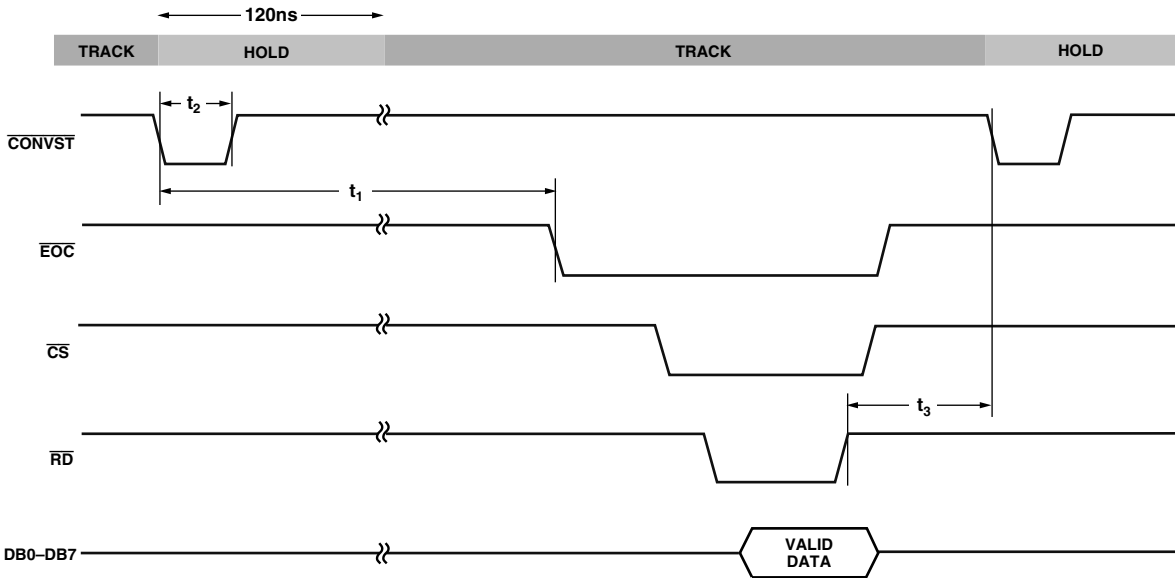 120ns
TRACK HOLD TRACK HOLD
t2
CONVST
t1
EOC
CS
t3
RD
DB0–DB7
VALID
DATA